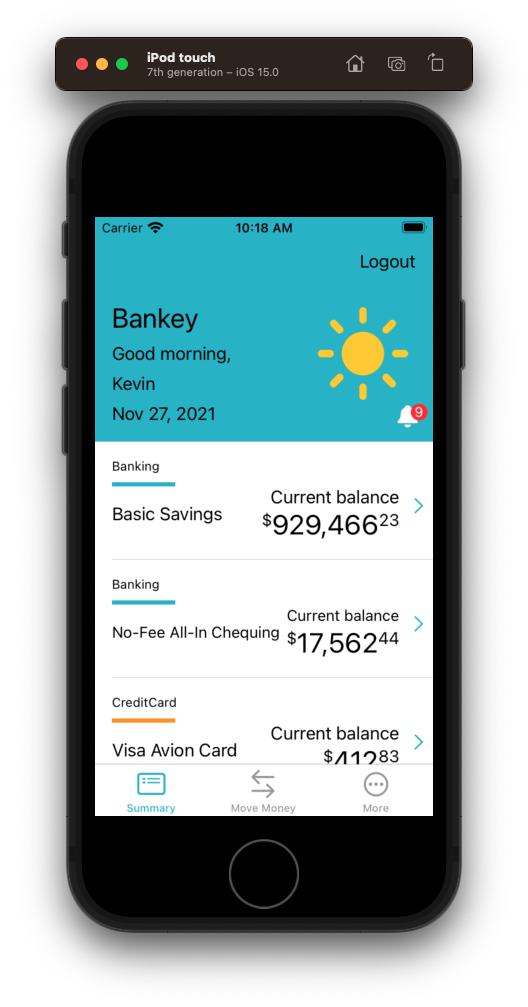 iPod touch
7th generation – iOS 15.0
Carrier 10:18 AM
Logout
Bankey
Good morning,
Kevin
Nov 27, 2021
9
Banking
Current balance
Basic Savings
$929,466 23
Banking
Current balance
No-Fee All-In Chequing
$17,562 44
CreditCard
Current balance
Visa Avion Card
$412 83
Summary Move Money More